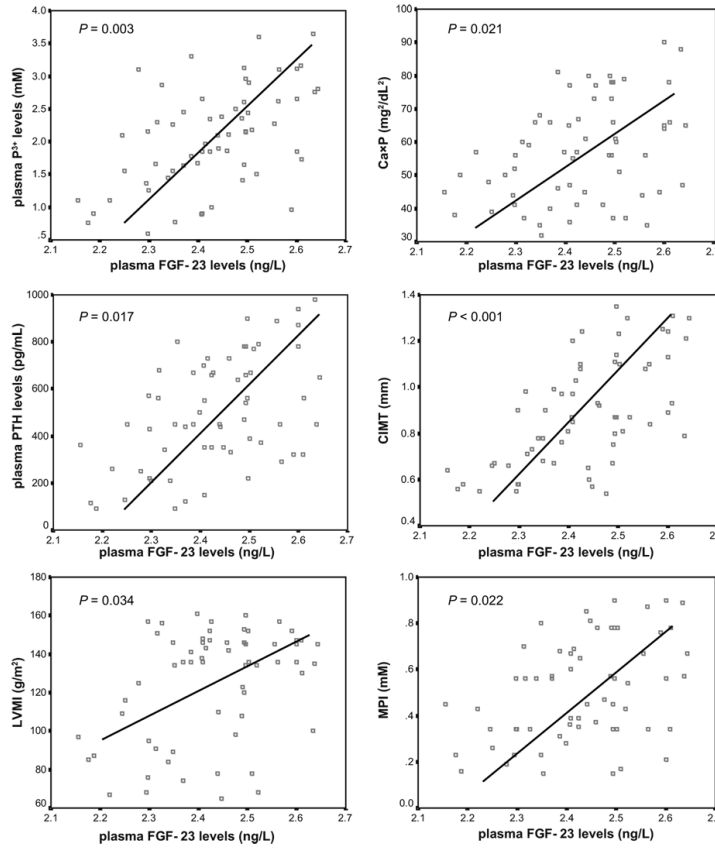 P = 0.003
4.0
3.5
3.0
2.5
2.0
1.5
1.0
.5
plasma P³⁺ levels (mM)
2.1 2.2 2.3 2.4 2.5 2.6 2.7
plasma FGF- 23 levels (ng/L)
P = 0.021
100
90
80
70
60
50
40
30
Ca×P (mg²/dL²)
2.1 2.2 2.3 2.4 2.5 2.6 2.7
plasma FGF- 23 levels (ng/L)
P = 0.017
1000
800
600
400
200
0
plasma PTH levels (pg/mL)
2.1 2.2 2.3 2.4 2.5 2.6 2.7
plasma FGF- 23 levels (ng/L)
P < 0.001
1.4
1.2
1.0
0.8
0.6
0.4
CIMT (mm)
2.1 2.2 2.3 2.4 2.5 2.6 2.7
plasma FGF- 23 levels (ng/L)
P = 0.034
180
160
140
120
100
80
60
LVMI (g/m²)
2.1 2.2 2.3 2.4 2.5 2.6 2.7
plasma FGF- 23 levels (ng/L)
P = 0.022
1.0
.8
.6
.4
.2
0.0
MPI (mM)
2.1 2.2 2.3 2.4 2.5 2.6 2.7
plasma FGF- 23 levels (ng/L)